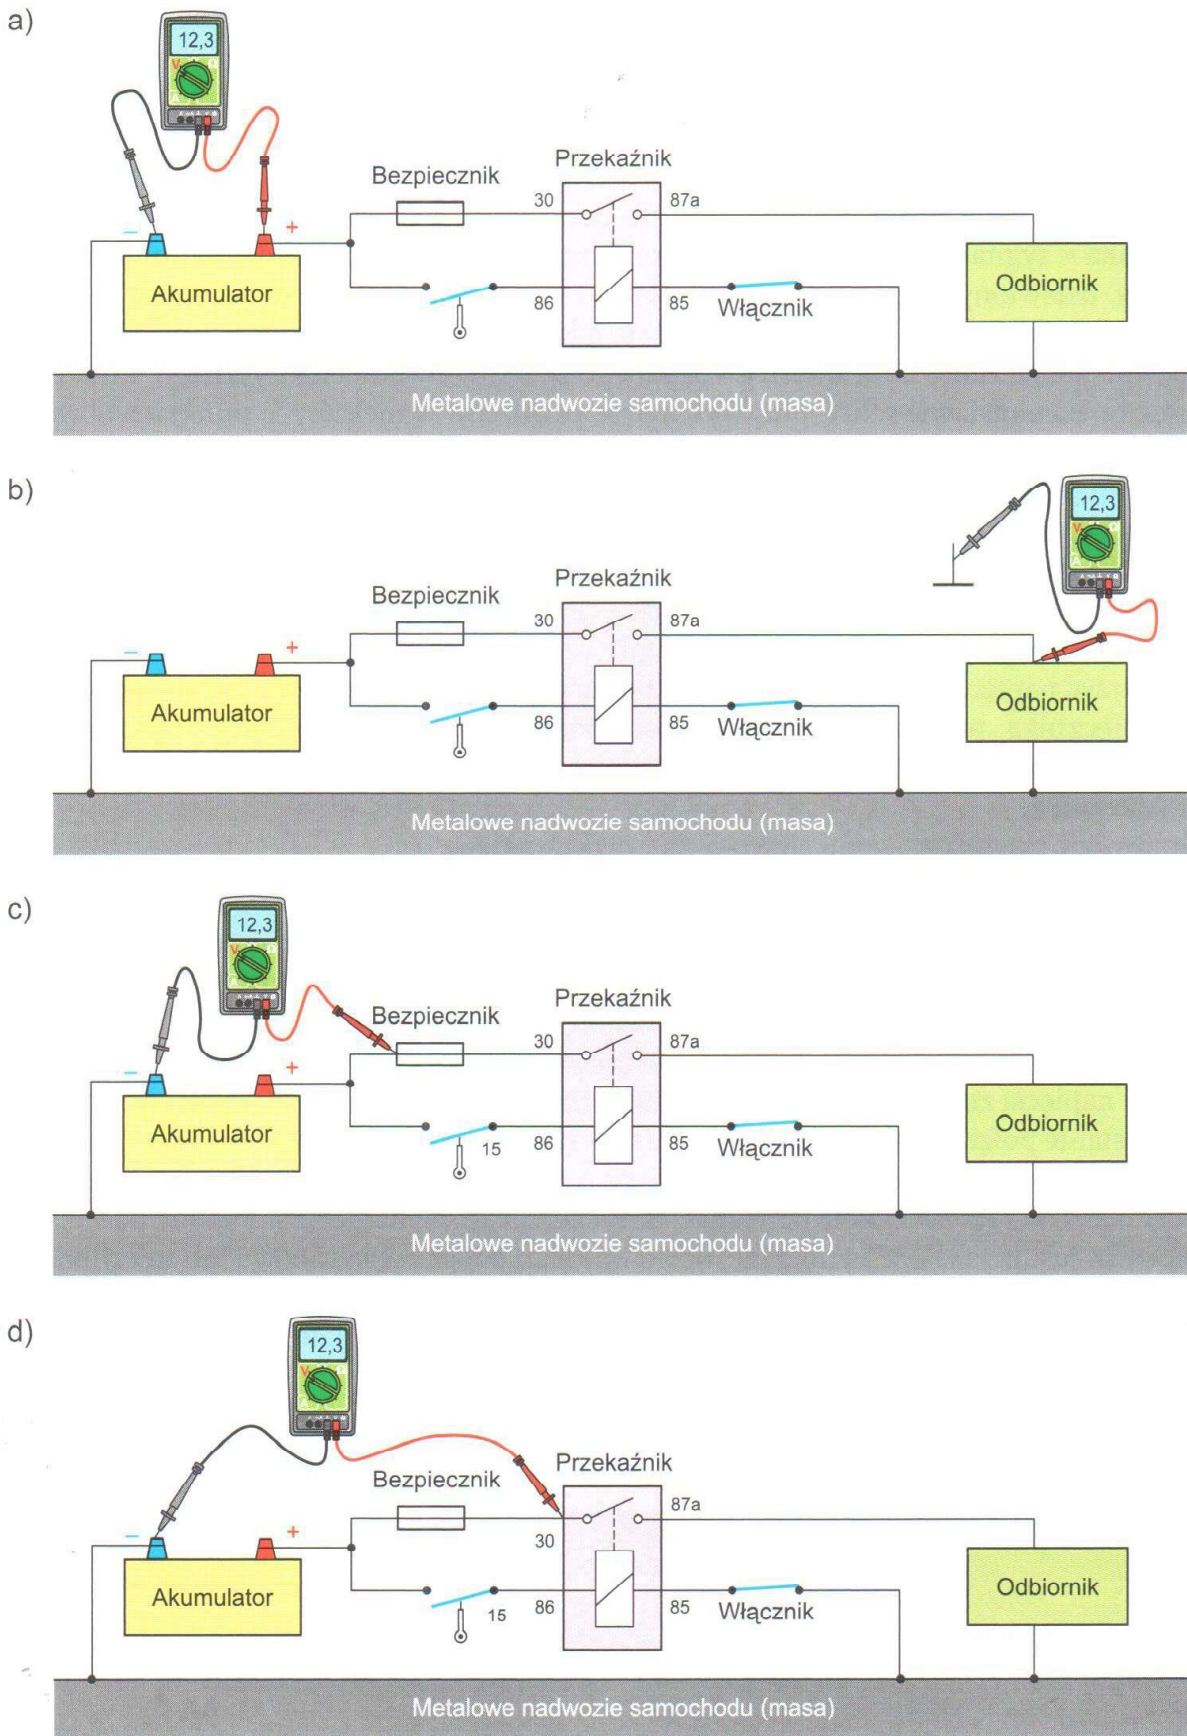 a)
12,3
V Ω
A
Bezpiecznik
Przekaźnik
30
87a
– +
Akumulator
86
85
Włącznik
Odbiornik
Metalowe nadwozie samochodu (masa)
b)
12,3
V Ω
A
Bezpiecznik
Przekaźnik
30
87a
– +
Akumulator
86
85
Włącznik
Odbiornik
Metalowe nadwozie samochodu (masa)
c)
12,3
V Ω
A
Bezpiecznik
Przekaźnik
30
87a
– +
Akumulator
15
86
85
Włącznik
Odbiornik
Metalowe nadwozie samochodu (masa)
d)
12,3
V Ω
A
Bezpiecznik
Przekaźnik
30
87a
– +
Akumulator
15
86
85
Włącznik
Odbiornik
Metalowe nadwozie samochodu (masa)